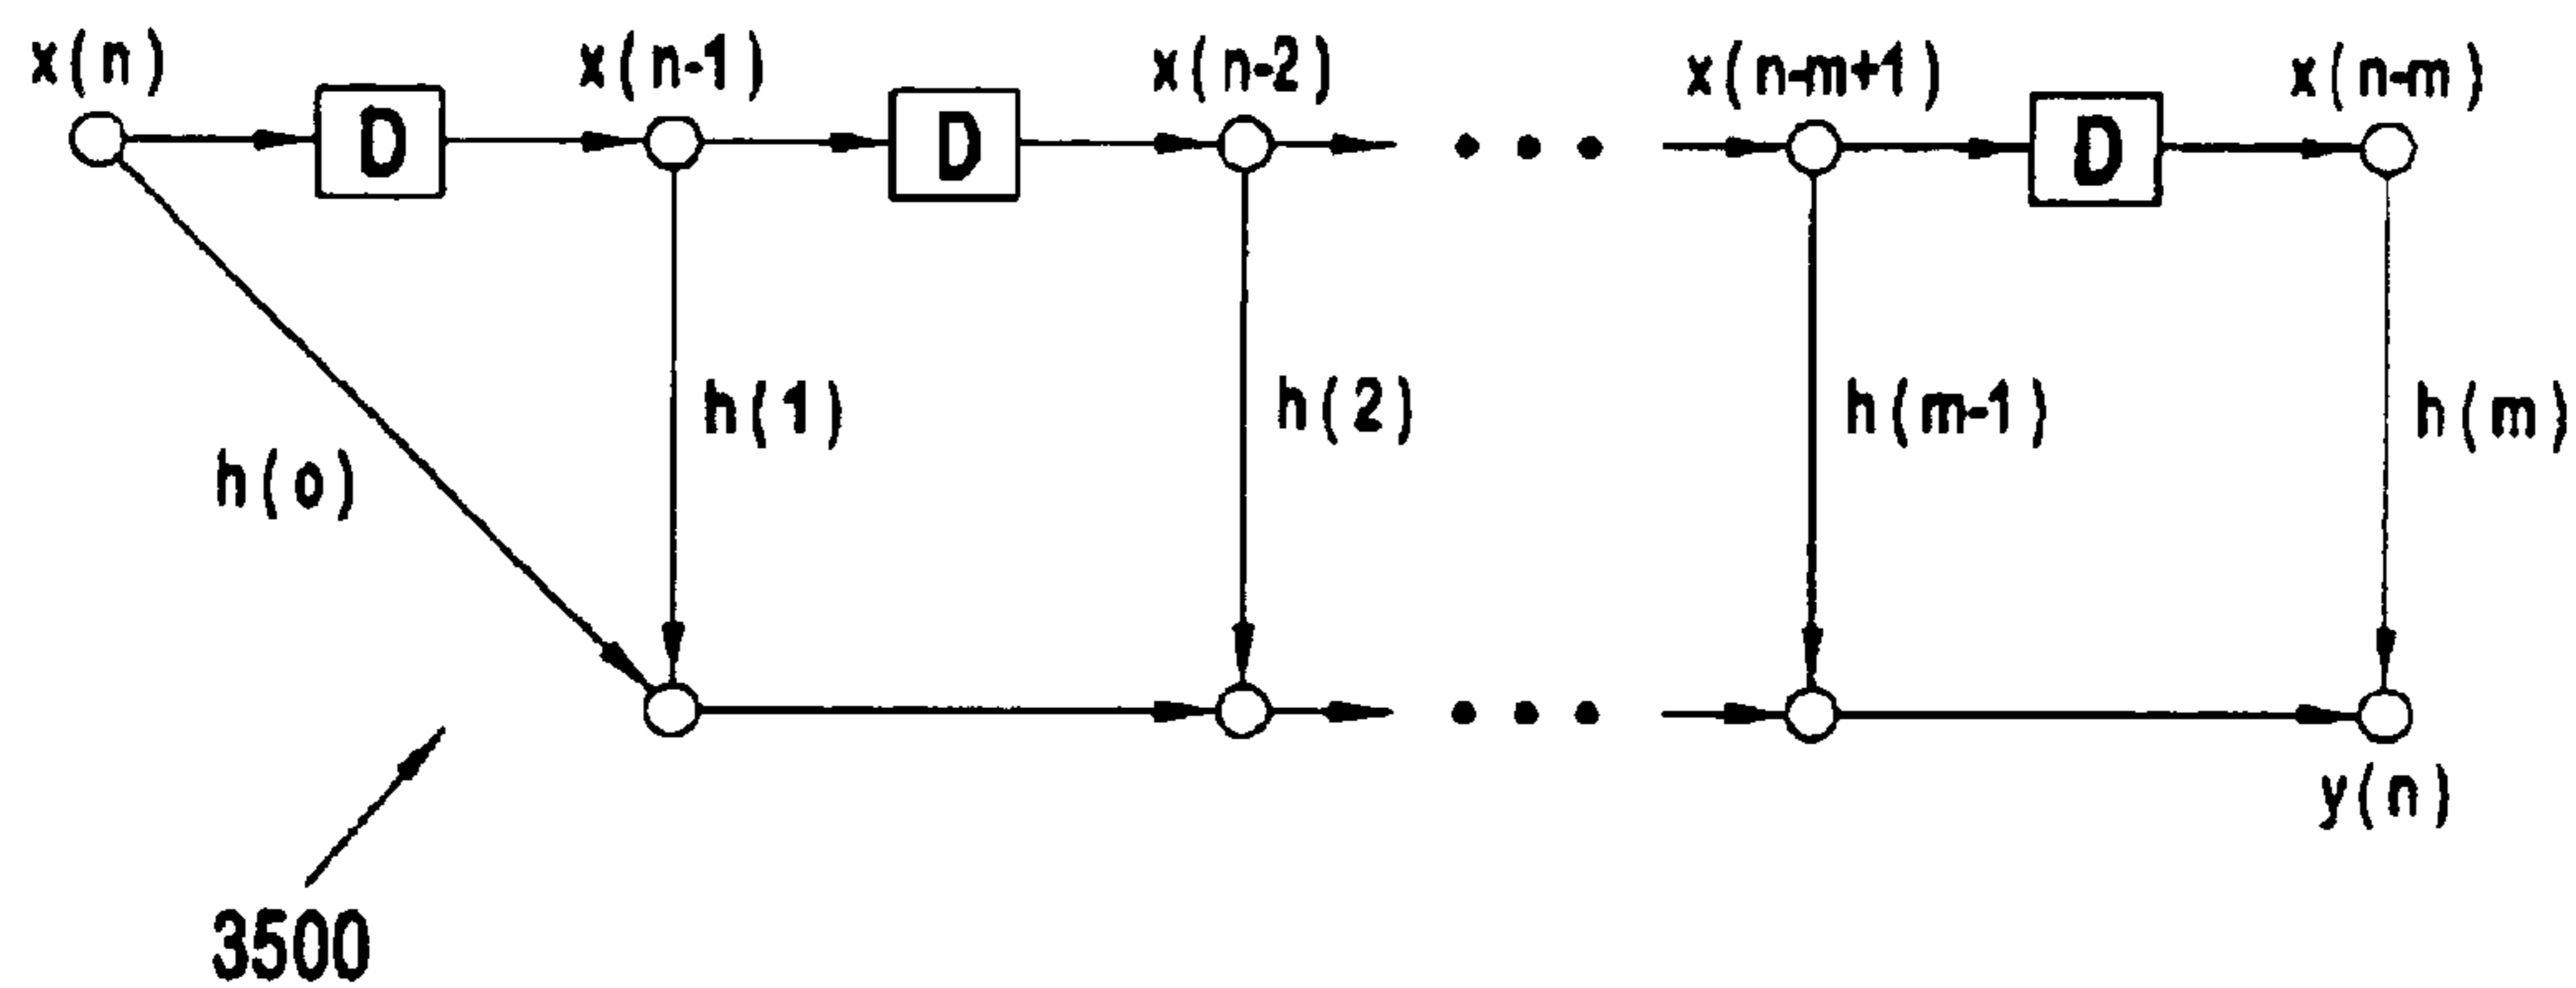 x(n) x(n-1) x(n-2) x(n-m+1) x(n-m)
D D D
h(o) h(1) h(2) h(m-1) h(m)
y(n)
3500